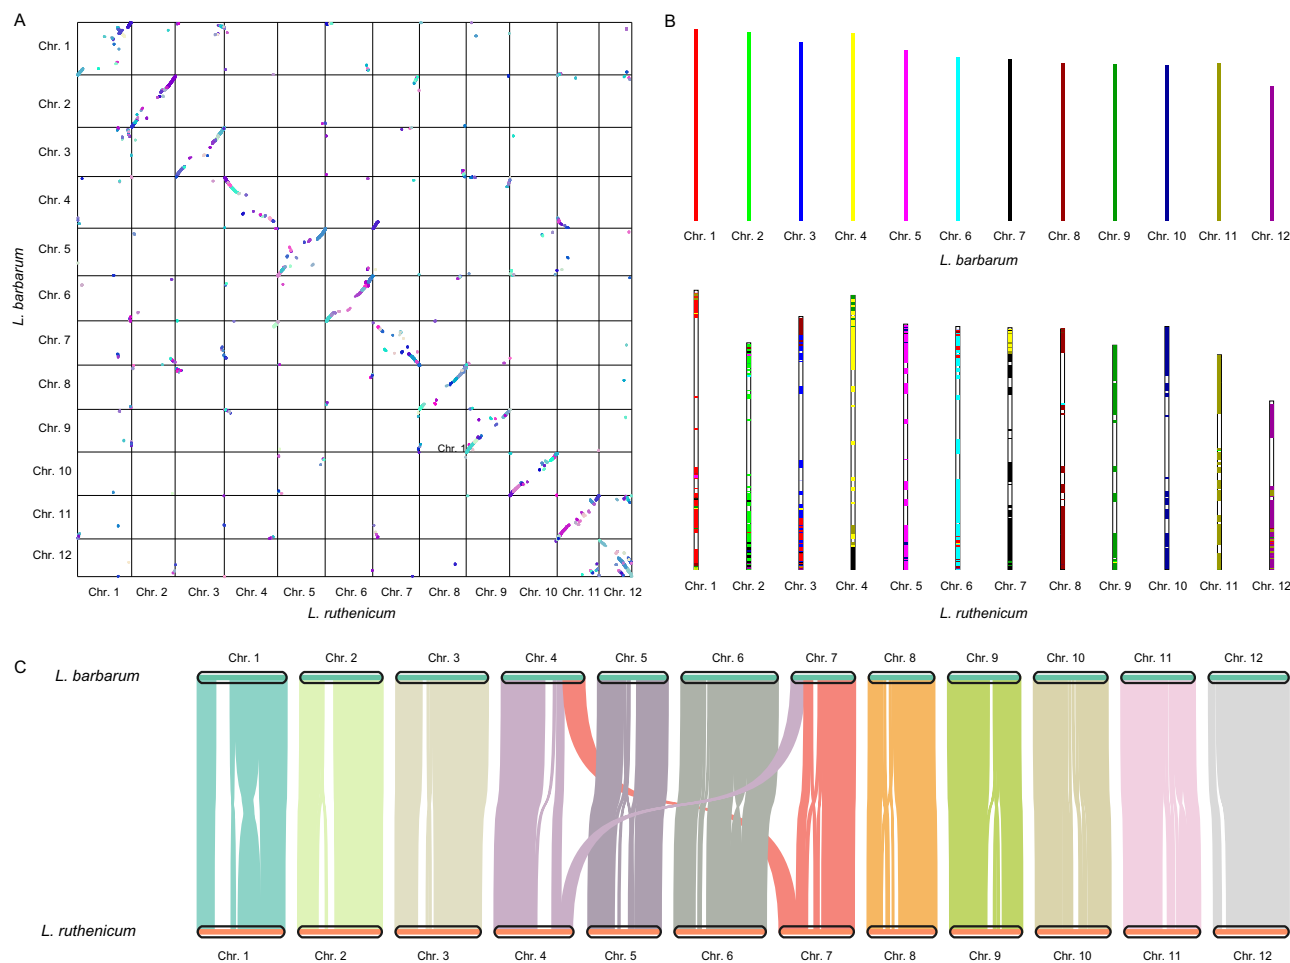 A
Chr. 1
Chr. 2
Chr. 3
Chr. 4
Chr. 5
Chr. 6
Chr. 7
Chr. 8
Chr. 9
Chr. 10
Chr. 11
Chr. 12
L. barbarum
Chr. 1
Chr. 1 Chr. 2 Chr. 3 Chr. 4 Chr. 5 Chr. 6 Chr. 7 Chr. 8 Chr. 9 Chr. 10 Chr. 11 Chr. 12
L. ruthenicum
B
Chr. 1 Chr. 2 Chr. 3 Chr. 4 Chr. 5 Chr. 6 Chr. 7 Chr. 8 Chr. 9 Chr. 10 Chr. 11 Chr. 12
L. barbarum
Chr. 1 Chr. 2 Chr. 3 Chr. 4 Chr. 5 Chr. 6 Chr. 7 Chr. 8 Chr. 9 Chr. 10 Chr. 11 Chr. 12
L. ruthenicum
C
Chr. 1 Chr. 2 Chr. 3 Chr. 4 Chr. 5 Chr. 6 Chr. 7 Chr. 8 Chr. 9 Chr. 10 Chr. 11 Chr. 12
L. barbarum
L. ruthenicum
Chr. 1 Chr. 2 Chr. 3 Chr. 4 Chr. 5 Chr. 6 Chr. 7 Chr. 8 Chr. 9 Chr. 10 Chr. 11 Chr. 12